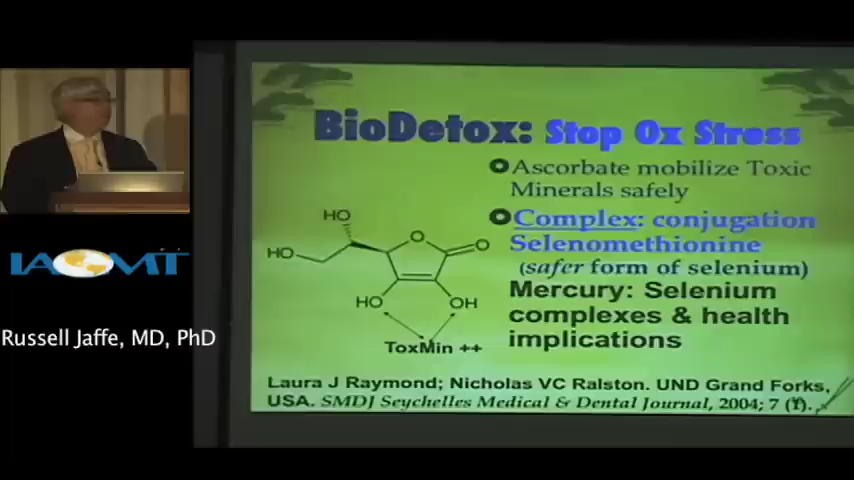 BioDetox: Stop Ox Stress
Ascorbate mobilize Toxic
Minerals safely
Complex: conjugation
Selenomethionine
(safer form of selenium)
Mercury: Selenium
complexes & health
implications
HO
HO
O
O
HO
OH
ToxMin ++
Laura J Raymond; Nicholas VC Ralston. UND Grand Forks,
USA. SMDJ Seychelles Medical & Dental Journal, 2004; 7 (1).
IAOMT
Russell Jaffe, MD, PhD